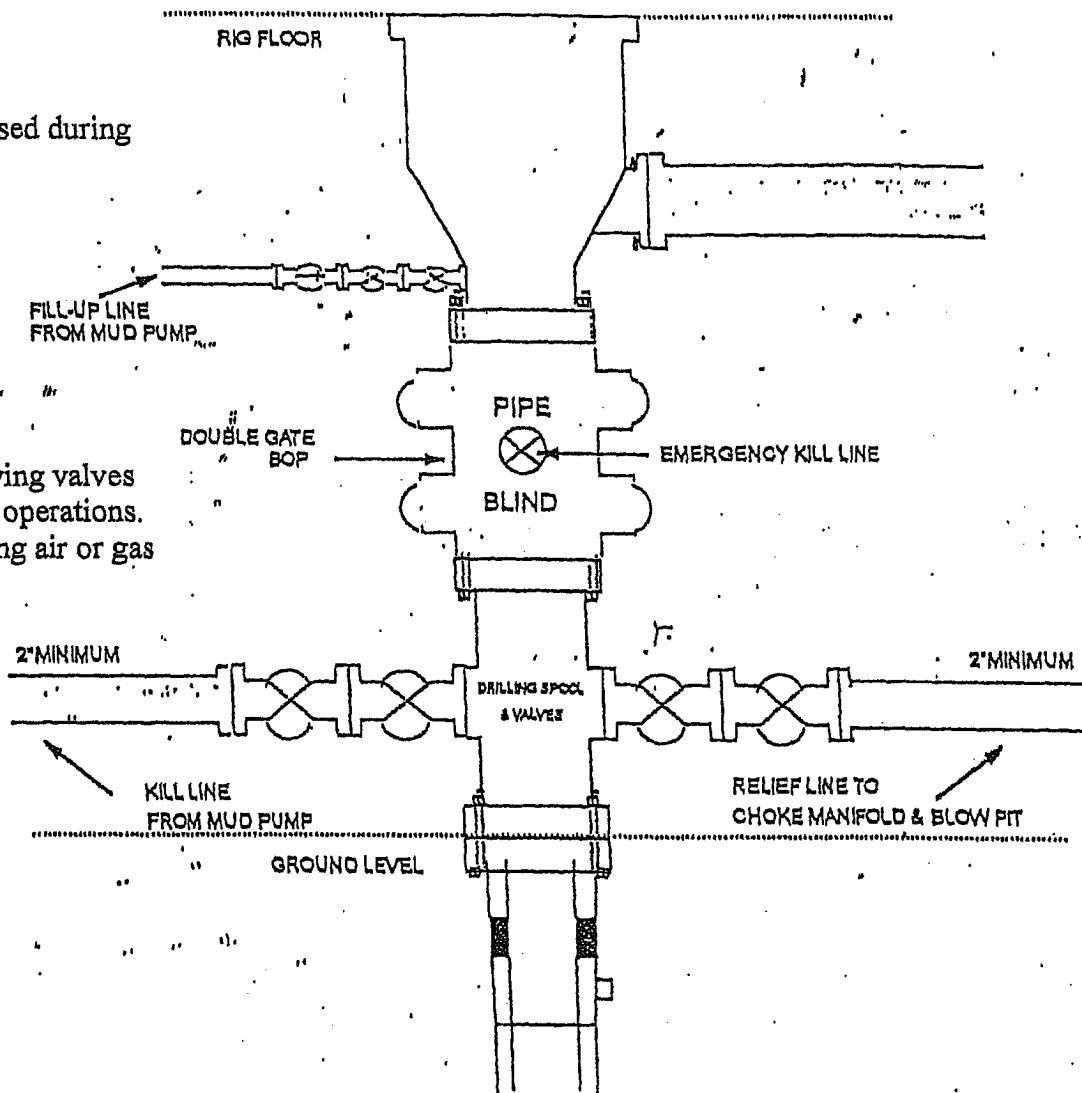 RIG FLOOR
sed during
FILL-UP LINE
FROM MUD PUMP
PIPE
DOUBLE GATE
BOP
EMERGENCY KILL LINE
ving valves
BLIND
operations.
ng air or gas
2" MINIMUM
2" MINIMUM
DRILLING SPOOL
& VALVES
KILL LINE
FROM MUD PUMP
RELIEF LINE TO
CHOKE MANIFOLD & BLOW PIT
GROUND LEVEL